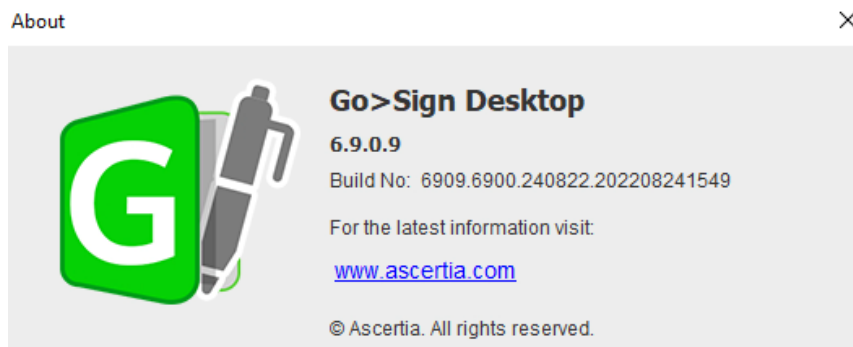 About
G
Go>Sign Desktop
6.9.0.9
Build No: 6909.6900.240822.202208241549
For the latest information visit:
www.ascertia.com
© Ascertia. All rights reserved.